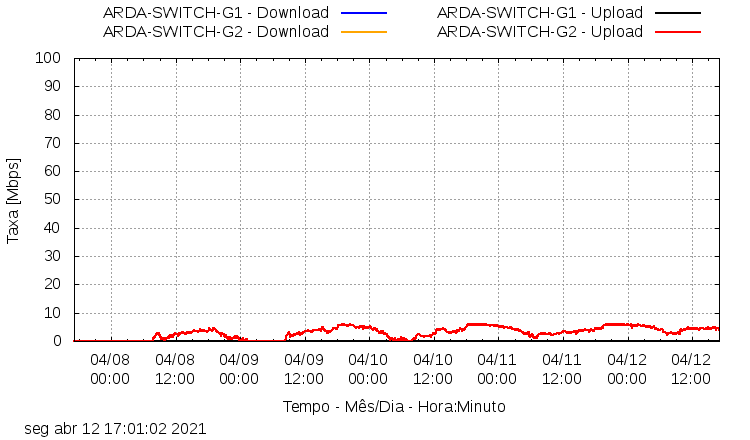 ARDA-SWITCH-G1 - Download
ARDA-SWITCH-G1 - Upload
ARDA-SWITCH-G2 - Download
ARDA-SWITCH-G2 - Upload
100
90
80
70
60
50
40
30
20
10
0
Taxa [Mbps]
04/08 04/08 04/09 04/09 04/10 04/10 04/11 04/11 04/12 04/12
00:00 12:00 00:00 12:00 00:00 12:00 00:00 12:00 00:00 12:00
Tempo - Mês/Dia - Hora:Minuto
seg abr 12 17:01:02 2021